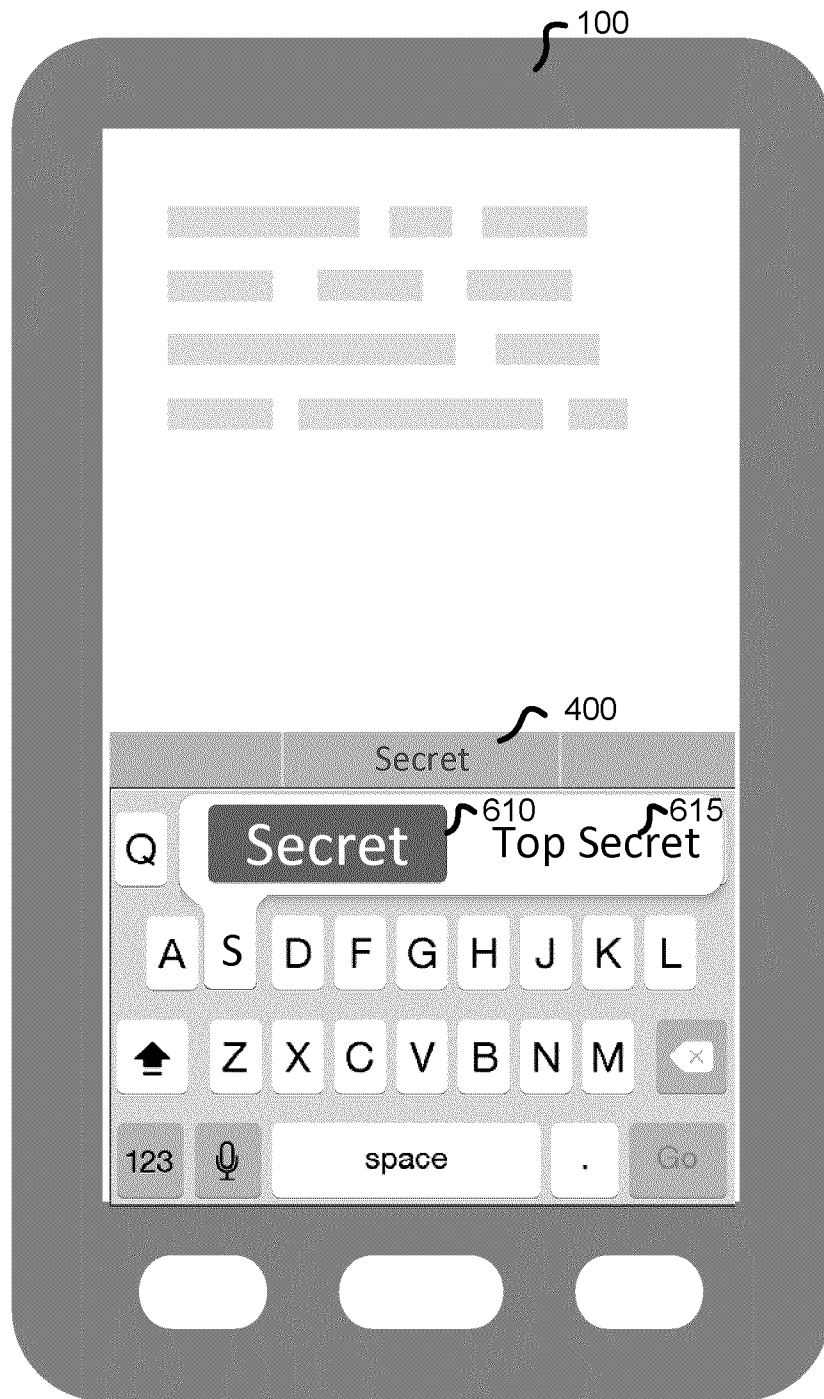 100
400
Secret
Q Secret 610 Top Secret 615
A S D F G H J K L
Z X C V B N M
123 space . Go